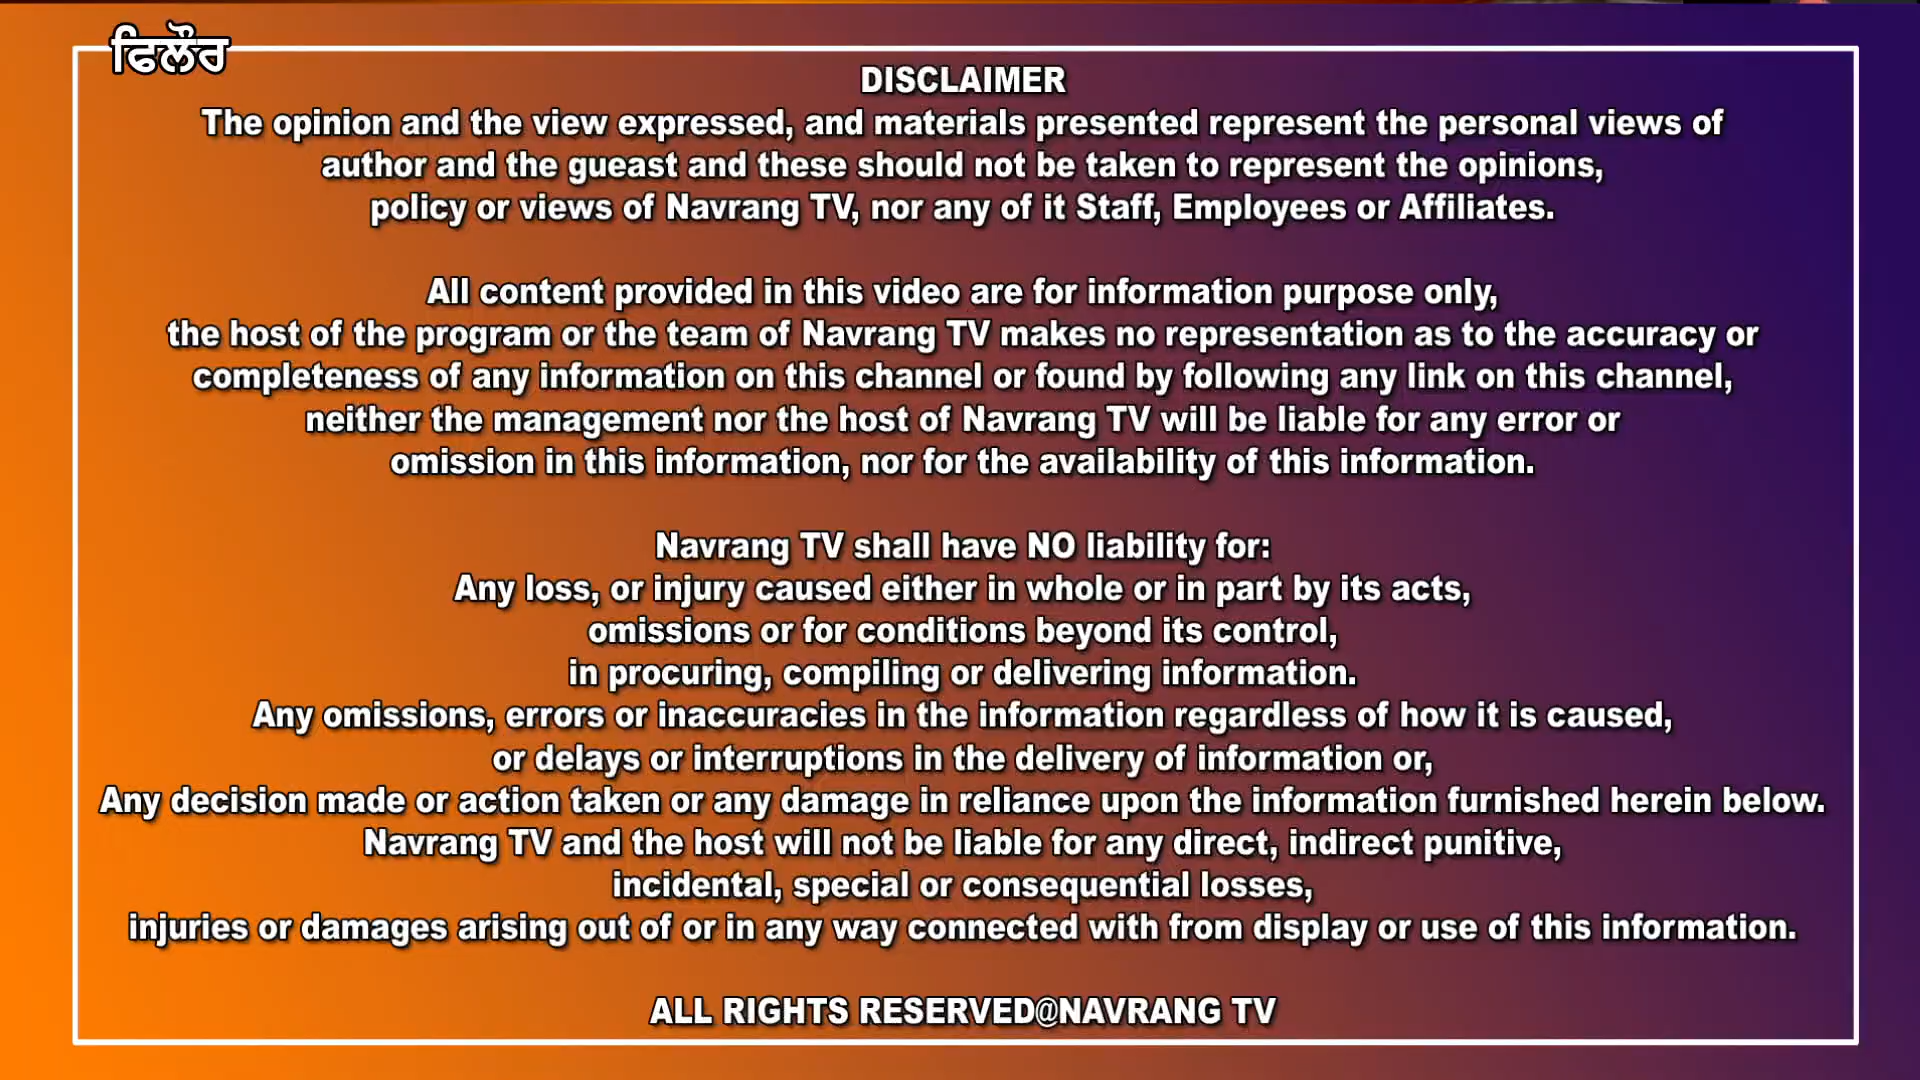 ਫਿਲੌਰ
DISCLAIMER
The opinion and the view expressed, and materials presented represent the personal views of
author and the gueast and these should not be taken to represent the opinions,
policy or views of Navrang TV, nor any of it Staff, Employees or Affiliates.
All content provided in this video are for information purpose only,
the host of the program or the team of Navrang TV makes no representation as to the accuracy or
completeness of any information on this channel or found by following any link on this channel,
neither the management nor the host of Navrang TV will be liable for any error or
omission in this information, nor for the availability of this information.
Navrang TV shall have NO liability for:
Any loss, or injury caused either in whole or in part by its acts,
omissions or for conditions beyond its control,
in procuring, compiling or delivering information.
Any omissions, errors or inaccuracies in the information regardless of how it is caused,
or delays or interruptions in the delivery of information or,
Any decision made or action taken or any damage in reliance upon the information furnished herein below.
Navrang TV and the host will not be liable for any direct, indirect punitive,
incidental, special or consequential losses,
injuries or damages arising out of or in any way connected with from display or use of this information.
ALL RIGHTS RESERVED@NAVRANG TV